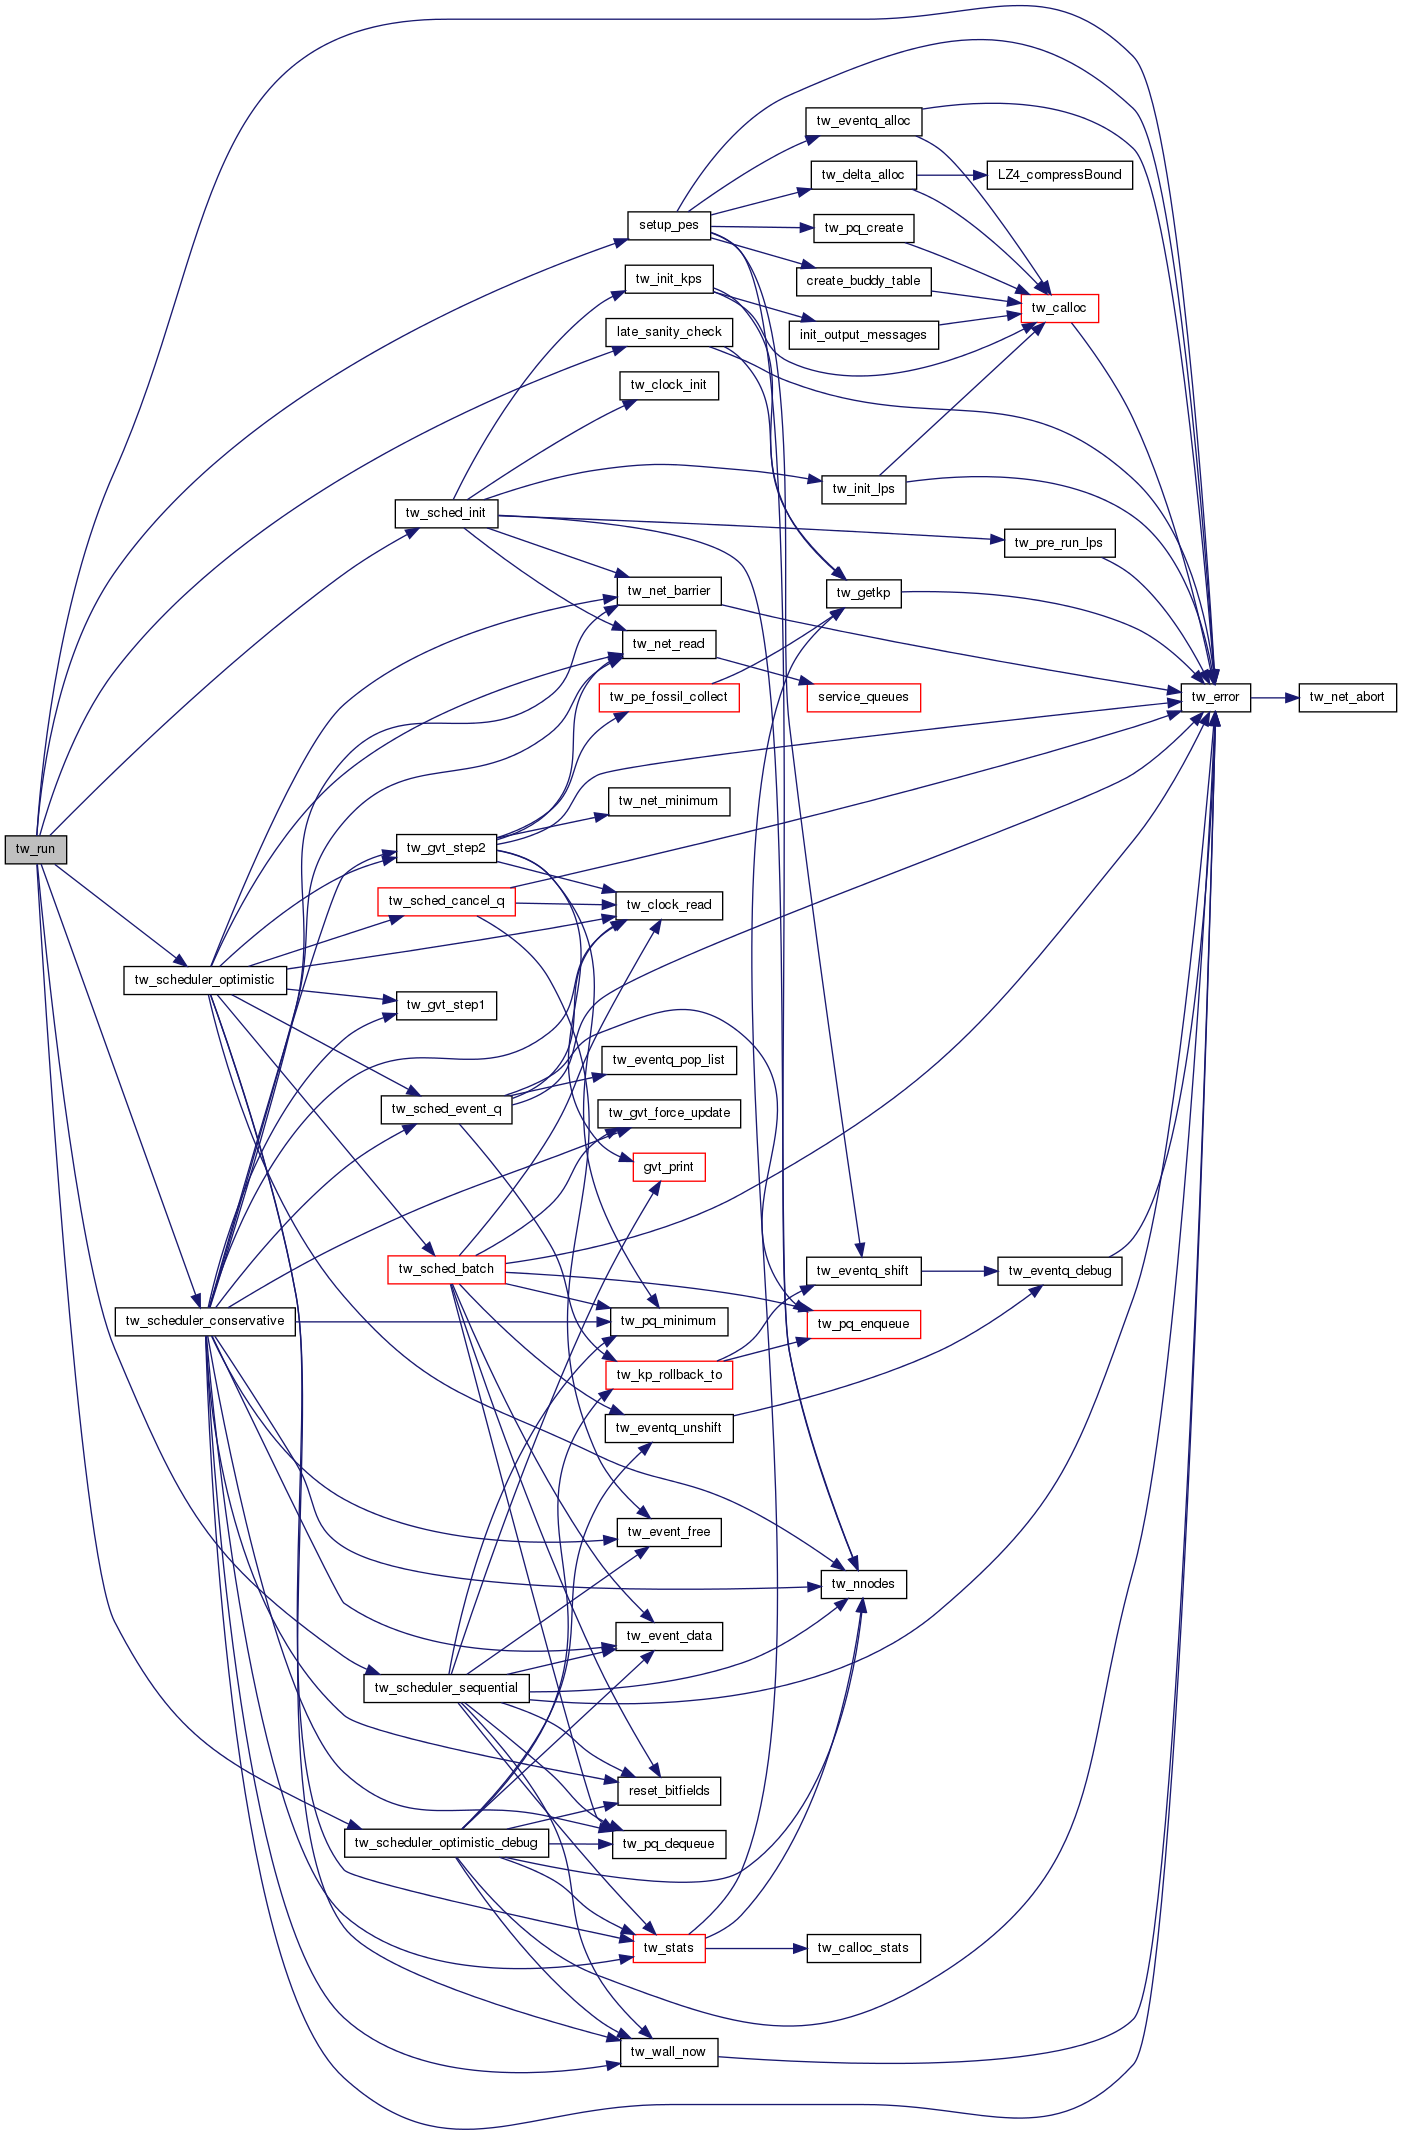 tw_eventq_alloc
tw_delta_alloc
LZ4_compressBound
setup_pes
tw_pq_create
tw_init_kps
create_buddy_table
tw_calloc
late_sanity_check
init_output_messages
tw_clock_init
tw_init_lps
tw_sched_init
tw_pre_run_lps
tw_net_barrier
tw_getkp
tw_net_read
tw_pe_fossil_collect
service_queues
tw_error
tw_net_abort
tw_net_minimum
tw_run
tw_gvt_step2
tw_sched_cancel_q
tw_clock_read
tw_scheduler_optimistic
tw_gvt_step1
tw_eventq_pop_list
tw_sched_event_q
tw_gvt_force_update
gvt_print
tw_sched_batch
tw_eventq_shift
tw_eventq_debug
tw_scheduler_conservative
tw_pq_minimum
tw_pq_enqueue
tw_kp_rollback_to
tw_eventq_unshift
tw_event_free
tw_nnodes
tw_event_data
tw_scheduler_sequential
reset_bitfields
tw_scheduler_optimistic_debug
tw_pq_dequeue
tw_stats
tw_calloc_stats
tw_wall_now